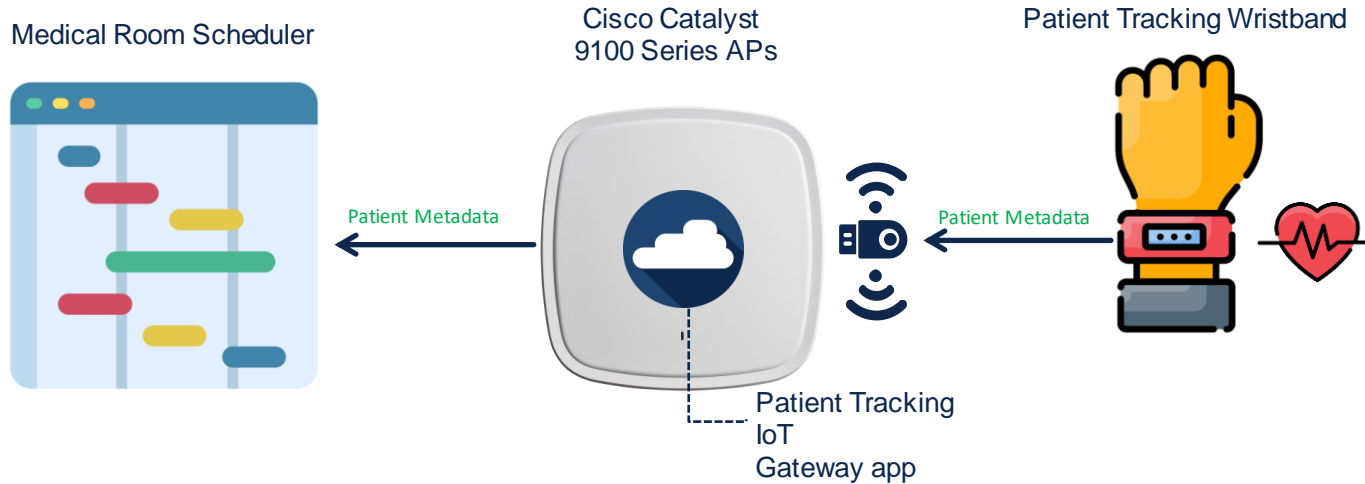 Medical Room Scheduler
Cisco Catalyst
9100 Series APs
Patient Tracking Wristband
Patient Metadata
Patient Metadata
Patient Tracking
IoT
Gateway app